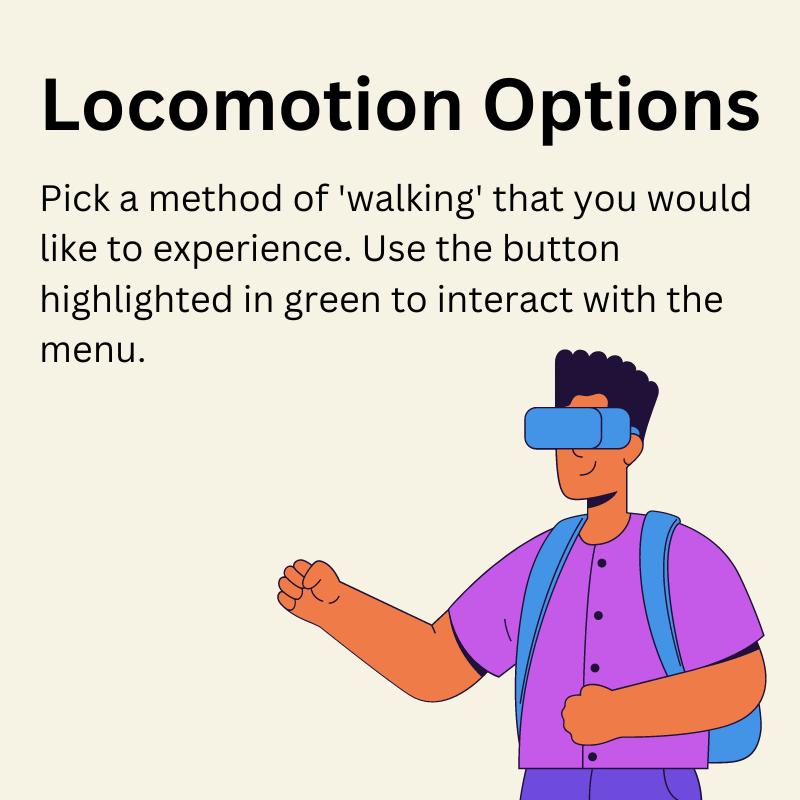 Locomotion Options
Pick a method of 'walking' that you would
like to experience. Use the button
highlighted in green to interact with the
menu.